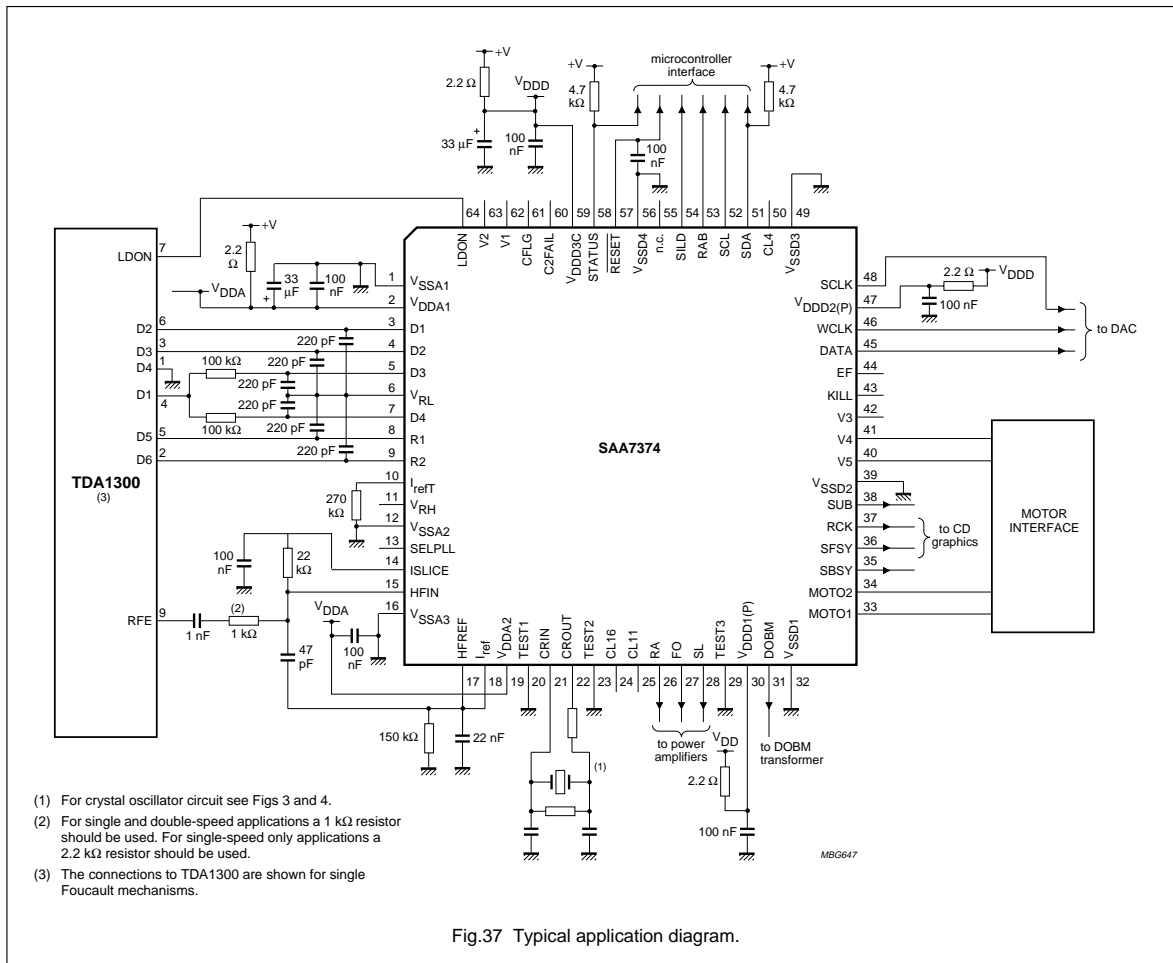 +V
2.2 Ω
VDDD
33 µF
+
100 nF
+V
4.7 kΩ
microcontroller interface
+V
4.7 kΩ
100 nF
64
63
62
61
60
59
58
57
56
55
54
53
52
51
50
49
LDON
V2
V1
CFLG
C2FAIL
VDDD3C
STATUS
RESET
VSSD4
n.c.
SILD
RAB
SCL
SDA
CL4
VSSD3
7
LDON
+V
2.2 Ω
VDDA
33 µF
+
100 nF
1
VSSA1
2
VDDA1
6
D2
3
D1
3
D3
4
D2
1
D4
5
D3
D1
4
6
VRL
7
D4
5
D5
8
R1
2
D6
9
R2
100 kΩ
100 kΩ
220 pF
220 pF
220 pF
220 pF
220 pF
220 pF
TDA1300
(3)
SAA7374
10
IrefT
11
VRH
270 kΩ
12
VSSA2
13
SELPLL
14
ISLICE
15
HFIN
16
VSSA3
100 nF
22 kΩ
RFE
9
1 nF
(2)
1 kΩ
47 pF
VDDA
100 nF
SCLK
48
VDDD2(P)
47
WCLK
46
DATA
45
EF
44
KILL
43
V3
42
V4
41
V5
40
VSSD2
39
SUB
38
RCK
37
SFSY
36
SBSY
35
MOTO2
34
MOTO1
33
2.2 Ω
VDDD
100 nF
to DAC
to CD graphics
MOTOR INTERFACE
HFREF
Iref
VDDA2
TEST1
CRIN
CROUT
TEST2
CL16
CL11
RA
FO
SL
TEST3
VDDD1(P)
DOBM
VSSD1
17
18
19
20
21
22
23
24
25
26
27
28
29
30
31
32
150 kΩ
22 nF
(1)
to power amplifiers
VDD
2.2 Ω
100 nF
to DOBM transformer
MBG647
(1) For crystal oscillator circuit see Figs 3 and 4.
(2) For single and double-speed applications a 1 kΩ resistor
should be used. For single-speed only applications a
2.2 kΩ resistor should be used.
(3) The connections to TDA1300 are shown for single
Foucault mechanisms.
Fig.37 Typical application diagram.